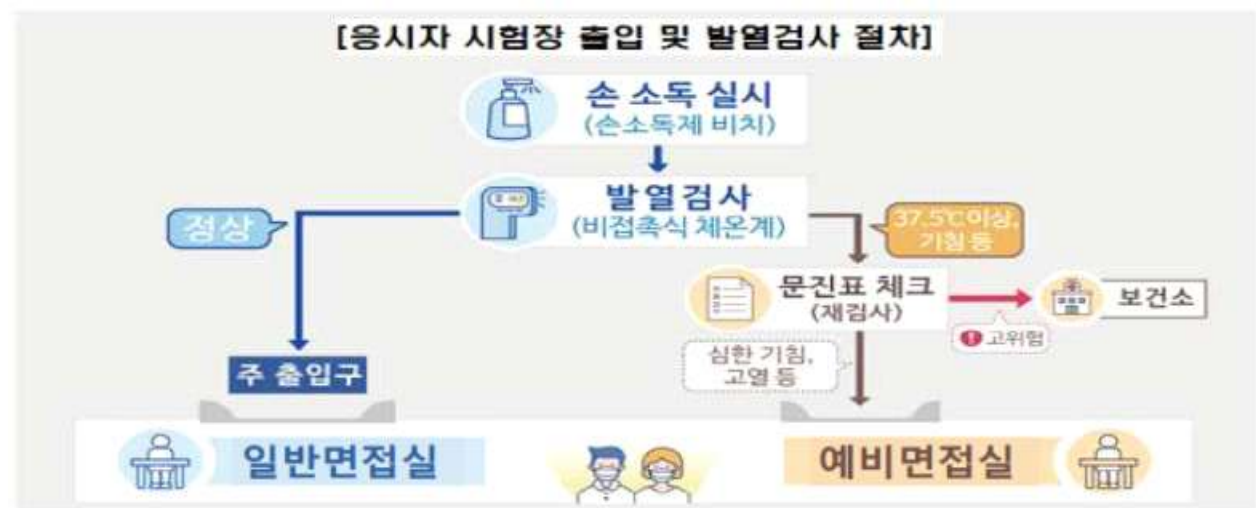 [응시자 시험장 출입 및 발열검사 절차]
손 소독 실시
(손소독제 비치)
발열검사
(비접촉식 체온계)
정상
37.5℃이상,
기침 등
문진표 체크
(재검사)
보건소
! 고위험
심한 기침,
고열 등
주 출입구
일반면접실
예비면접실